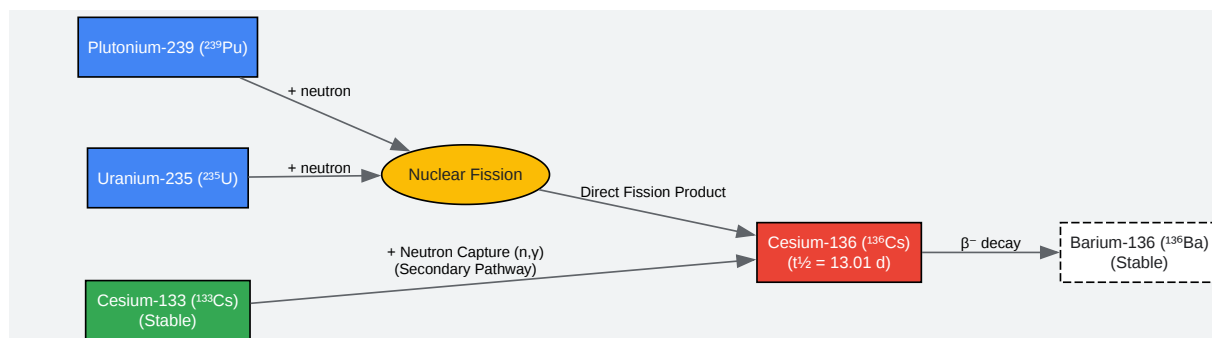 Plutonium-239 (²³⁹Pu)
+ neutron
Uranium-235 (²³⁵U)
+ neutron
Nuclear Fission
Direct Fission Product
+ Neutron Capture (n,γ)
(Secondary Pathway)
Cesium-133 (¹³³Cs)
(Stable)
Cesium-136 (¹³⁶Cs)
(t½ = 13.01 d)
β⁻ decay
Barium-136 (¹³⁶Ba)
(Stable)